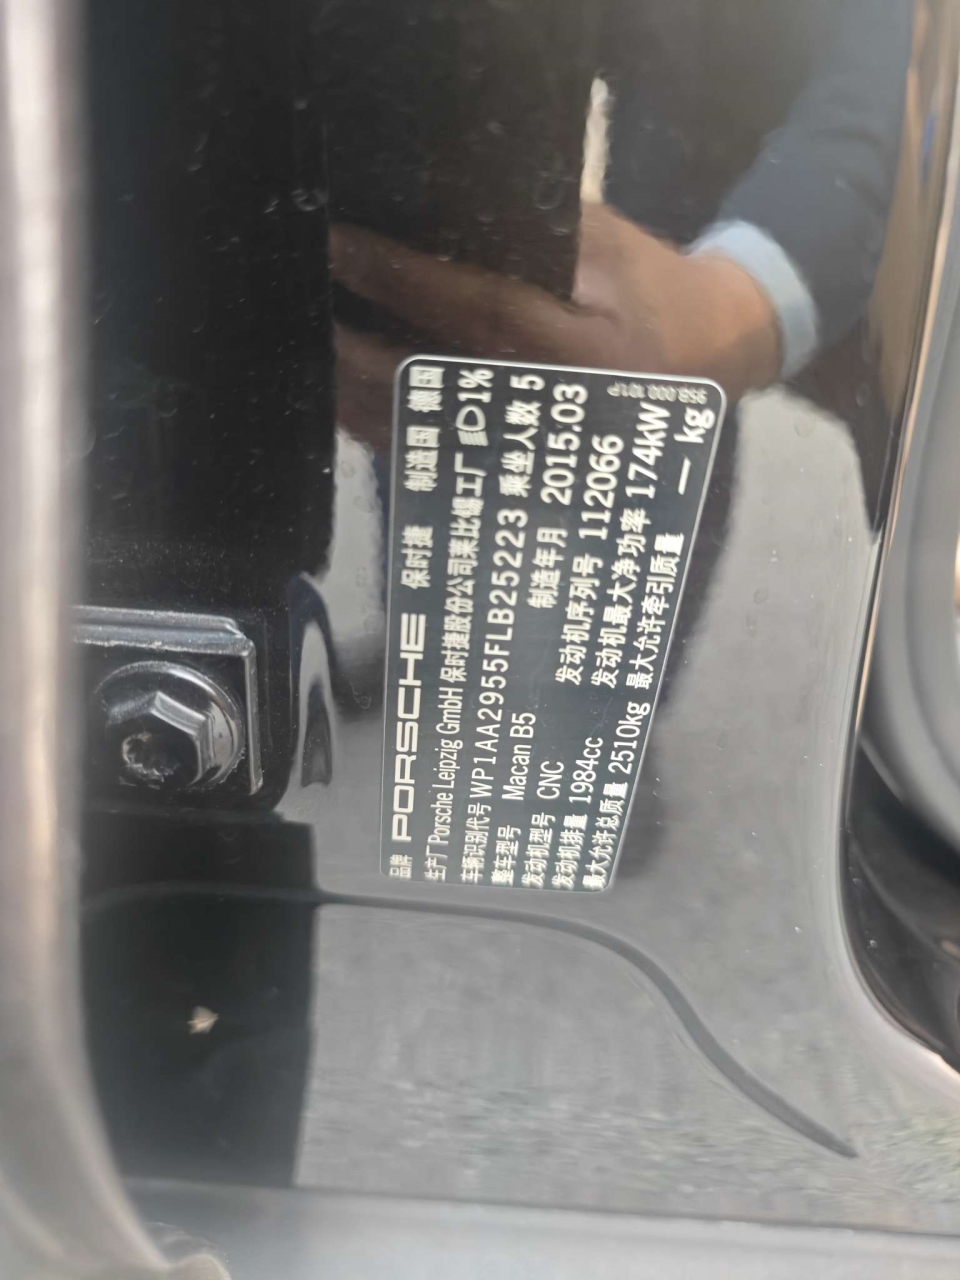 品牌 PORSCHE 保时捷 制造国 德国
生产厂 Porsche Leipzig GmbH 保时捷股份公司莱比锡工厂 1%
车辆识别代号 WP1AA2955FLB25223 乘坐人数 5
整车型号 Macan B5 制造年月 2015.03
发动机型号 CNC 发动机序列号 112066
发动机排量 1984cc 发动机最大净功率 174kW
最大允许总质量 2510kg 最大允许牵引质量 — kg
95B.000.101.P